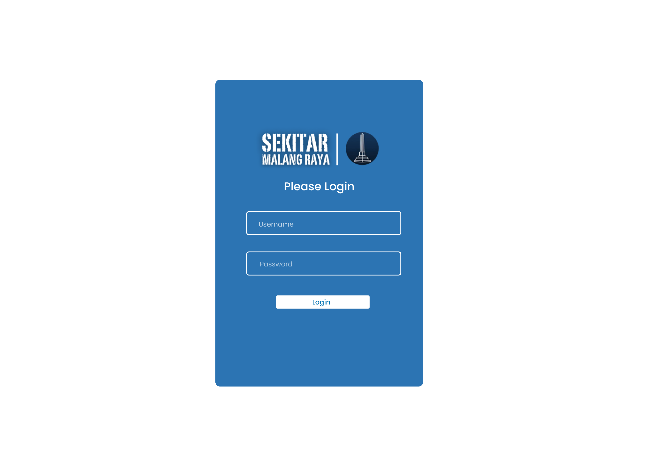 SEKITAR
MALANG RAYA
Please Login
Username
Password
Login